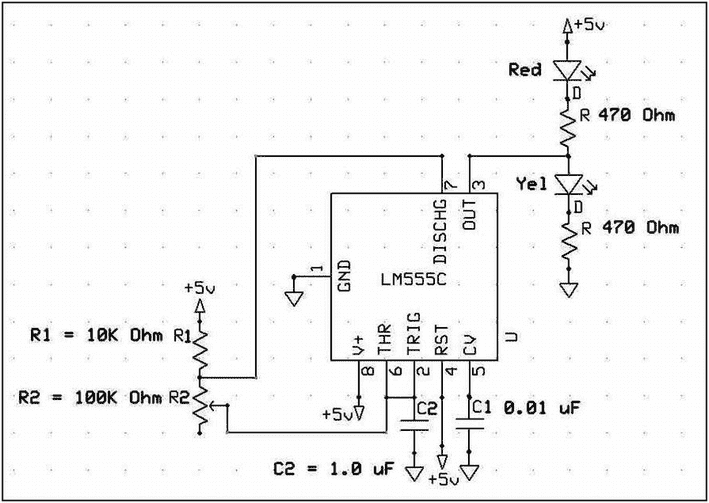 +5v
Red
D
R 470 Ohm
Yel
D
R 470 Ohm
7
3
DISCHG
OUT
1
GND
LM555C
U
+5v
R1 = 10K Ohm R1
R2 = 100K Ohm R2
V+
THR
TRIG
RST
CV
8
6
2
4
5
+5v
C2
C1 0.01 uF
C2 = 1.0 uF
+5v